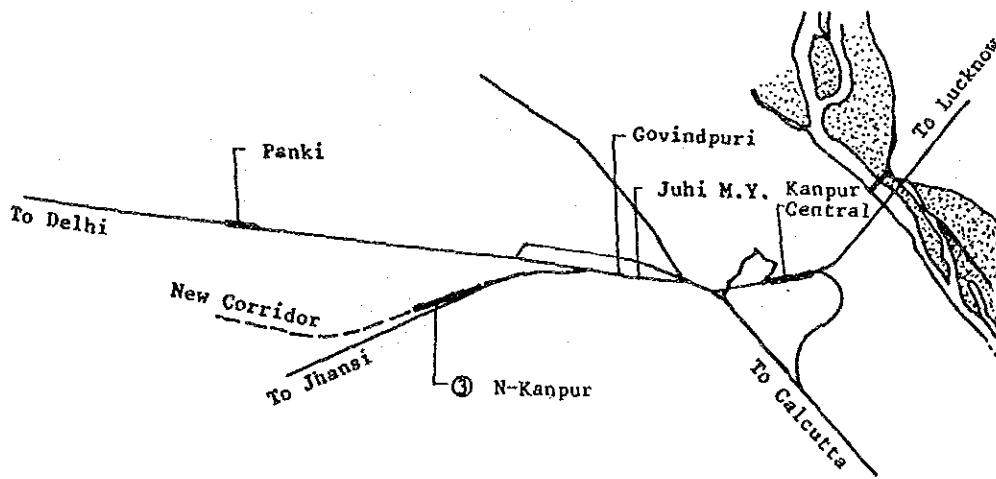 To Lucknow
Govindpuri
Panki
Juhi M.Y.
Kanpur
Central
To Delhi
New Corridor
To Jhansi
③ N-Kanpur
To Calcutta